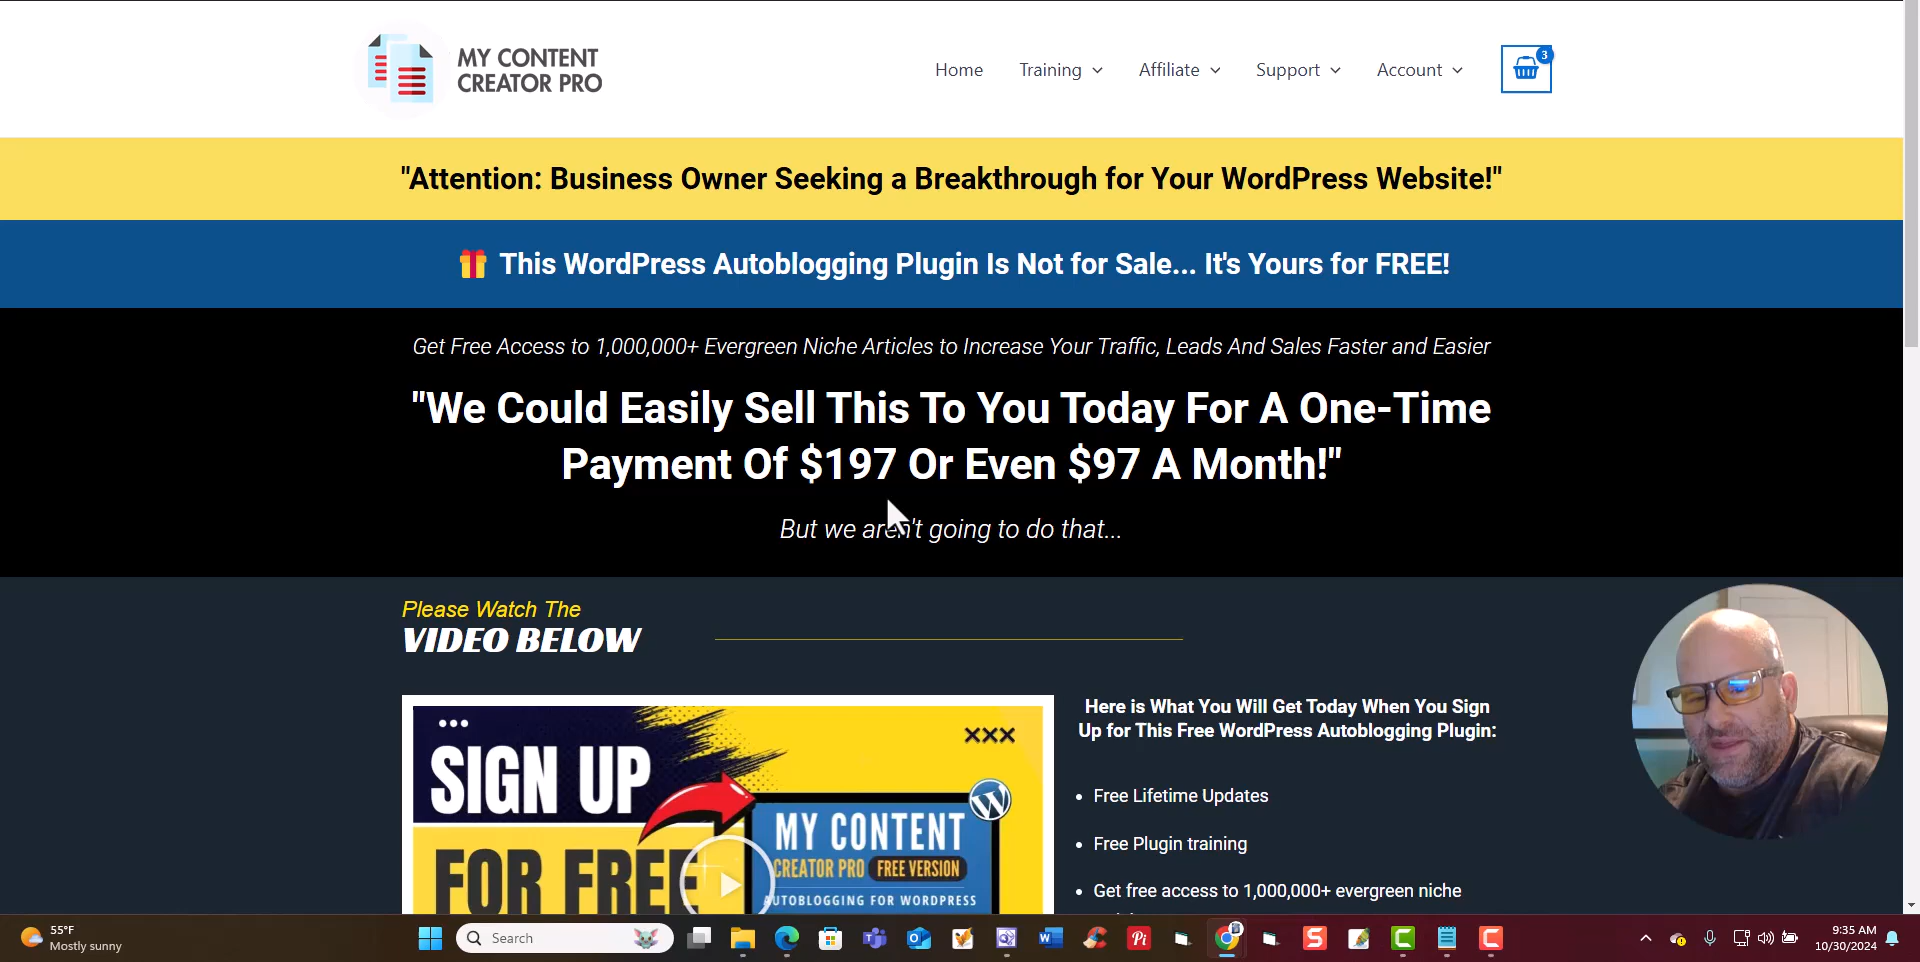 MY CONTENT
CREATOR PRO
Home Training Affiliate Support Account 3
"Attention: Business Owner Seeking a Breakthrough for Your WordPress Website!"
This WordPress Autoblogging Plugin Is Not for Sale... It's Yours for FREE!
Get Free Access to 1,000,000+ Evergreen Niche Articles to Increase Your Traffic, Leads And Sales Faster and Easier
"We Could Easily Sell This To You Today For A One-Time
Payment Of $197 Or Even $97 A Month!"
But we aren't going to do that...
Please Watch The
VIDEO BELOW
SIGN UP
FOR FREE
XXX
MY CONTENT
CREATOR PRO FREE VERSION
AUTOBLOGGING FOR WORDPRESS
Here is What You Will Get Today When You Sign
Up for This Free WordPress Autoblogging Plugin:
Free Lifetime Updates
Free Plugin training
Get free access to 1,000,000+ evergreen niche
55°F
Mostly sunny
Search
9:35 AM
10/30/2024